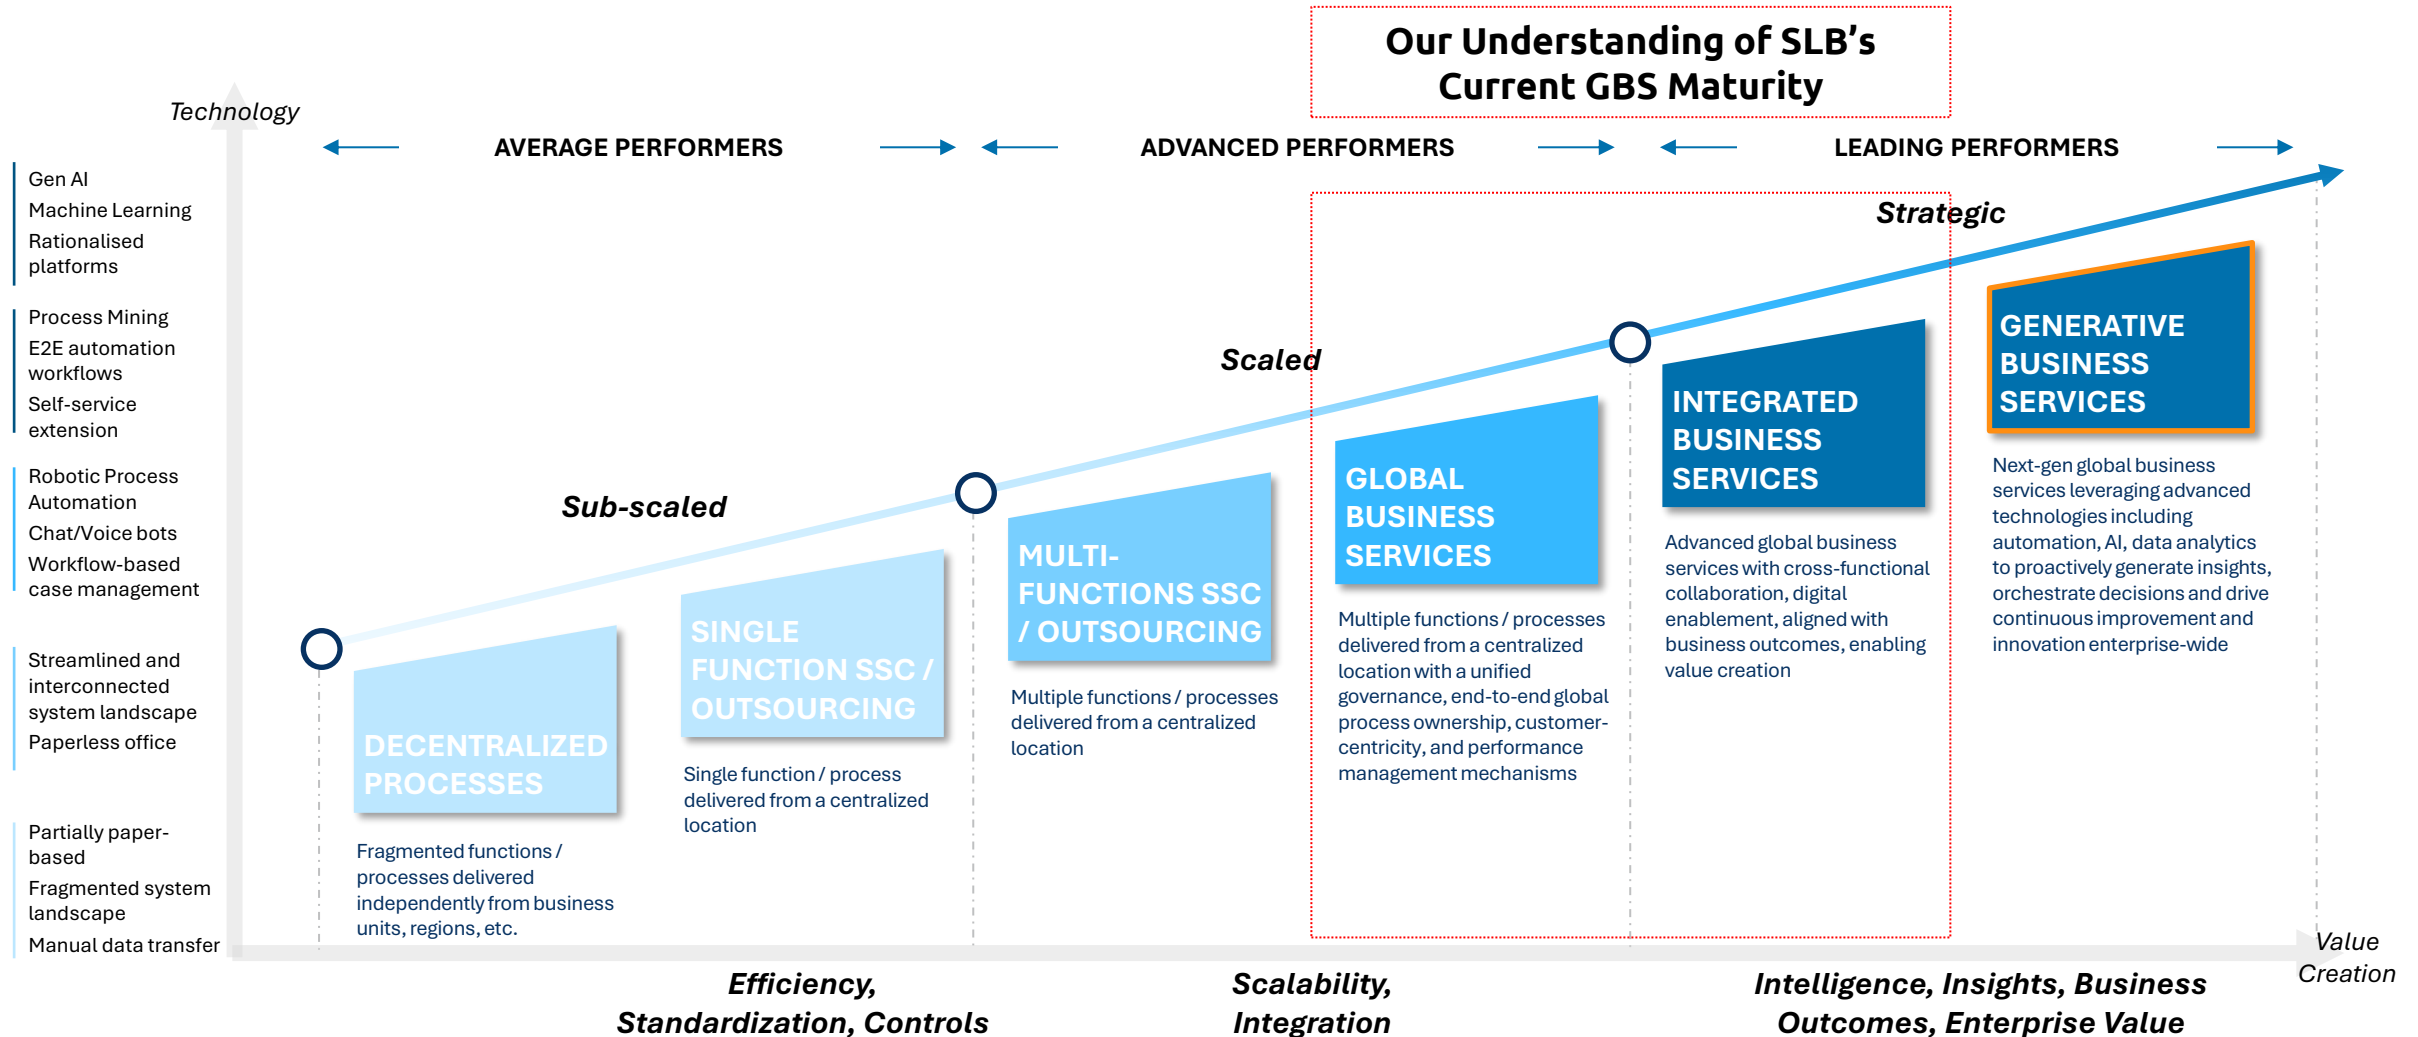 Our Understanding of SLB's
Current GBS Maturity
Technology
AVERAGE PERFORMERS
ADVANCED PERFORMERS
LEADING PERFORMERS
Gen AI
Machine Learning
Rationalised
platforms
Process Mining
E2E automation
workflows
Self-service
extension
Robotic Process
Automation
Chat/Voice bots
Workflow-based
case management
Streamlined and
interconnected
system landscape
Paperless office
Partially paper-
based
Fragmented system
landscape
Manual data transfer
Sub-scaled
Scaled
Strategic
DECENTRALIZED
PROCESSES
Fragmented functions /
processes delivered
independently from business
units, regions, etc.
SINGLE
FUNCTION SSC /
OUTSOURCING
Single function / process
delivered from a centralized
location
MULTI-
FUNCTIONS SSC
/ OUTSOURCING
Multiple functions / processes
delivered from a centralized
location
GLOBAL
BUSINESS
SERVICES
Multiple functions / processes
delivered from a centralized
location with a unified
governance, end-to-end global
process ownership, customer-
centricity, and performance
management mechanisms
INTEGRATED
BUSINESS
SERVICES
Advanced global business
services with cross-functional
collaboration, digital
enablement, aligned with
business outcomes, enabling
value creation
GENERATIVE
BUSINESS
SERVICES
Next-gen global business
services leveraging advanced
technologies including
automation, AI, data analytics
to proactively generate insights,
orchestrate decisions and drive
continuous improvement and
innovation enterprise-wide
Value
Creation
Efficiency,
Standardization, Controls
Scalability,
Integration
Intelligence, Insights, Business
Outcomes, Enterprise Value